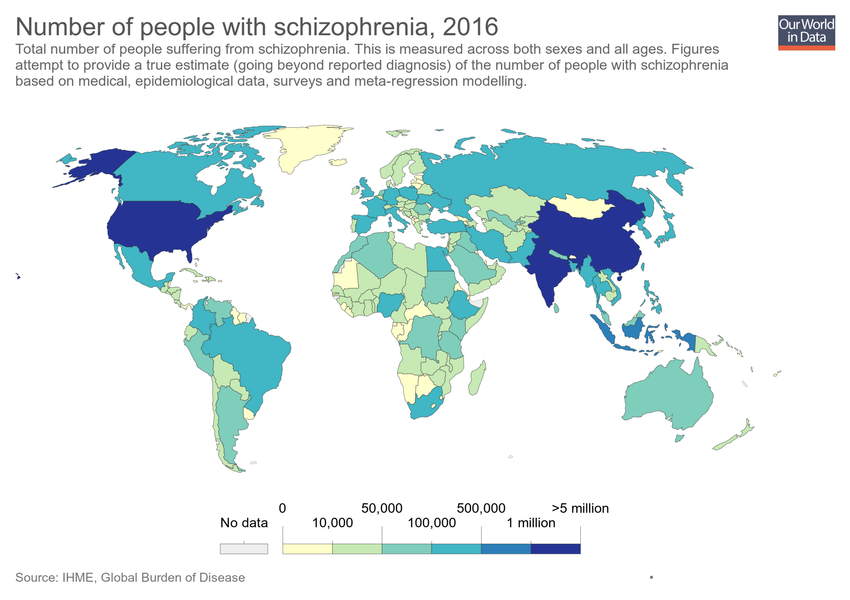 Number of people with schizophrenia, 2016
Our World
in Data
Total number of people suffering from schizophrenia. This is measured across both sexes and all ages. Figures
attempt to provide a true estimate (going beyond reported diagnosis) of the number of people with schizophrenia
based on medical, epidemiological data, surveys and meta-regression modelling.
0 50,000 500,000 >5 million
No data 10,000 100,000 1 million
Source: IHME, Global Burden of Disease